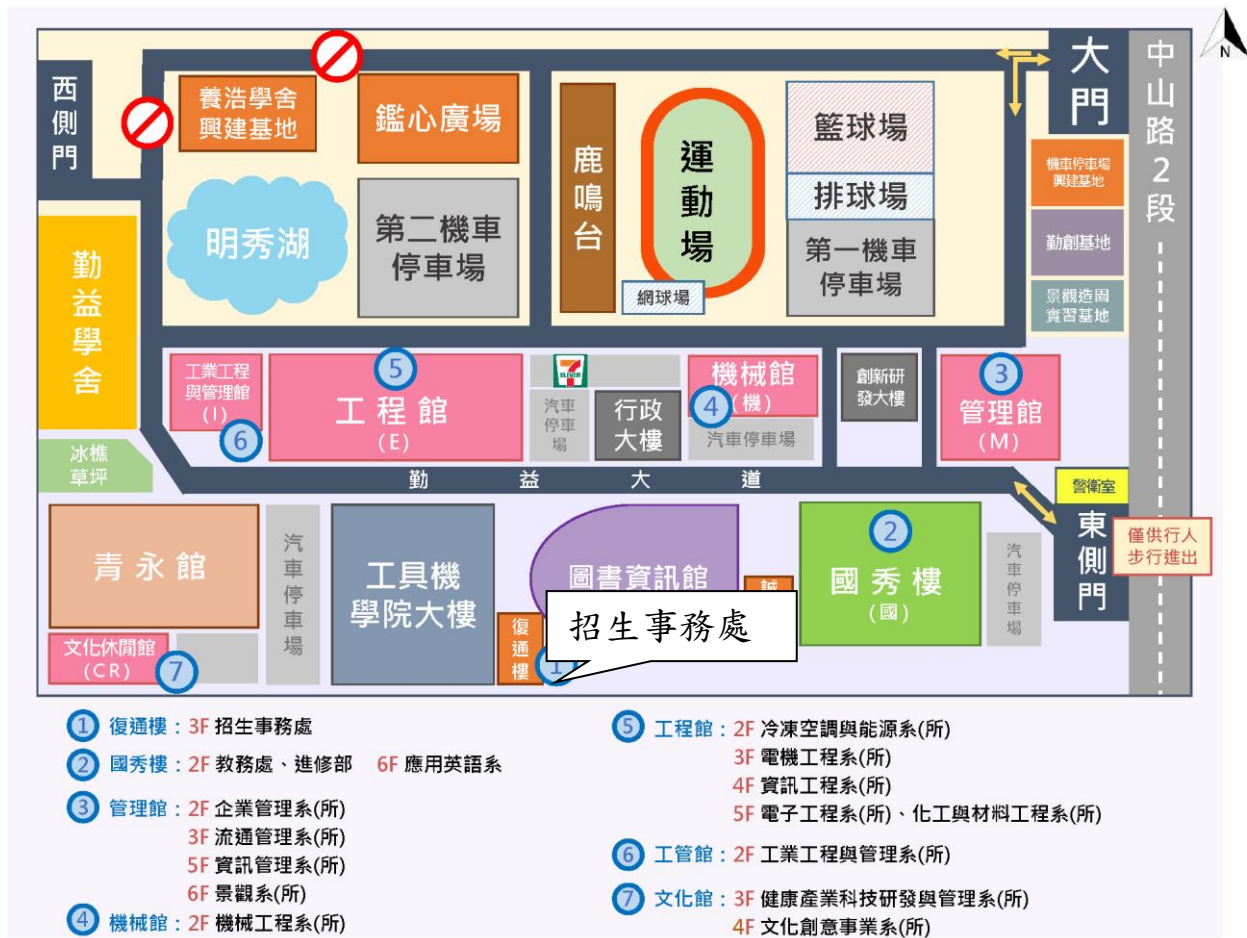 N
大門
中山路2段
西側門
養浩學舍
興建基地
鑑心廣場
鹿鳴台
運動場
籃球場
排球場
機車停車場
興建基地
勤創基地
景觀造園
實習基地
明秀湖
第二機車
停車場
第一機車
停車場
網球場
勤益學舍
工業工程
與管理館
(I)
6
5
工程館
(E)
7
ELEVEN
汽車停車場
行政
大樓
機械館
4
(機)
汽車停車場
創新研
發大樓
3
管理館
(M)
冰樵
草坪
勤益大道
警衛室
東側門
僅供行人
步行進出
青永館
汽車停車場
工具機
學院大樓
圖書資訊館
誠
2
國秀樓
(國)
汽車停車場
文化休閒館
(CR)
7
復通樓
1
招生事務處
1 復通樓：3F 招生事務處
2 國秀樓：2F 教務處、進修部 6F 應用英語系
3 管理館：2F 企業管理系(所)
3F 流通管理系(所)
5F 資訊管理系(所)
6F 景觀系(所)
4 機械館：2F 機械工程系(所)
5 工程館：2F 冷凍空調與能源系(所)
3F 電機工程系(所)
4F 資訊工程系(所)
5F 電子工程系(所)、化工與材料工程系(所)
6 工管館：2F 工業工程與管理系(所)
7 文化館：3F 健康產業科技研發與管理系(所)
4F 文化創意事業系(所)